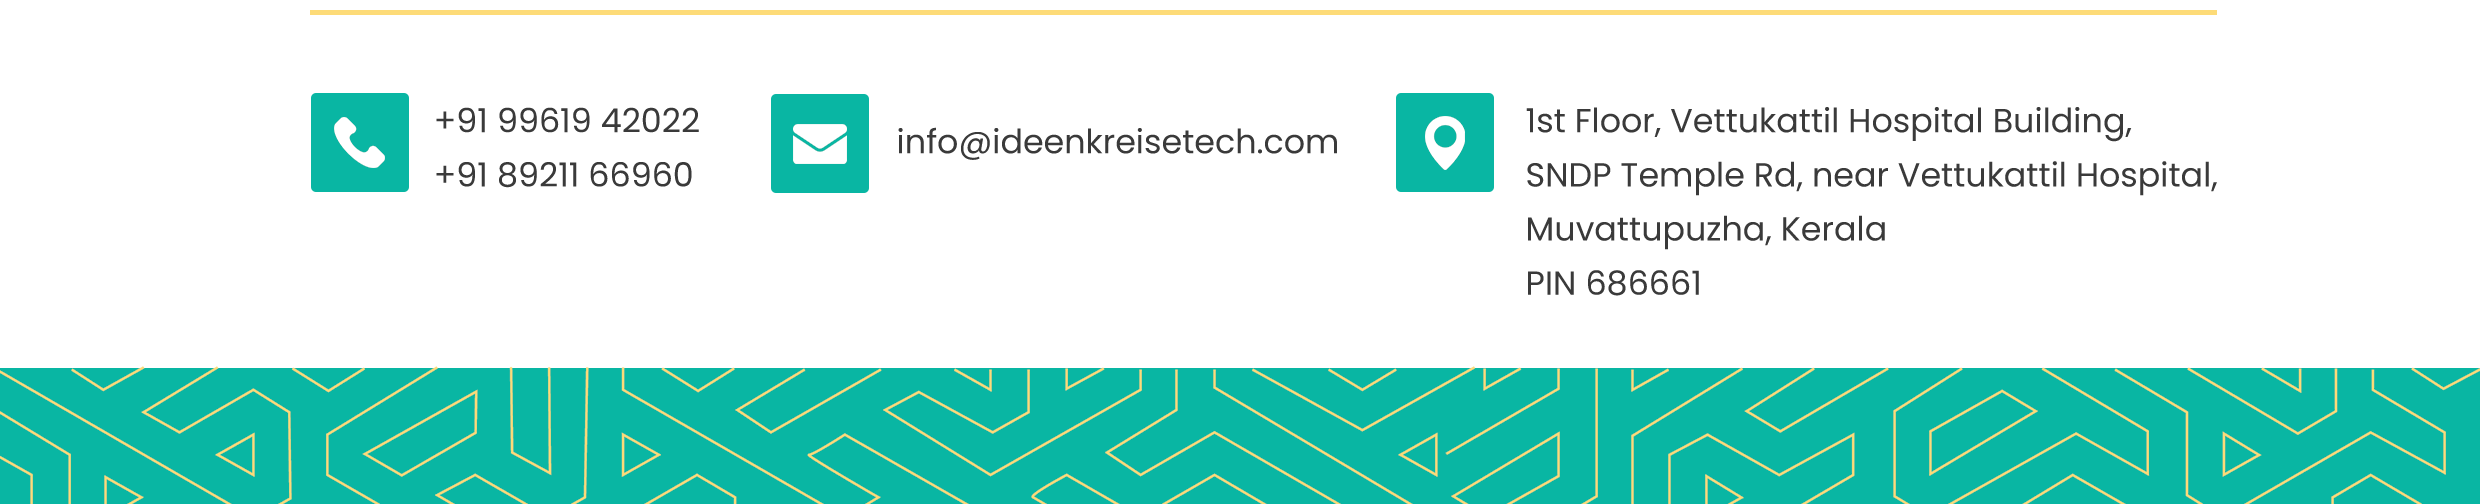 +91 99619 42022
+91 89211 66960
info@ideenkreisetech.com
1st Floor, Vettukattil Hospital Building,
SNDP Temple Rd, near Vettukattil Hospital,
Muvattupuzha, Kerala
PIN 686661